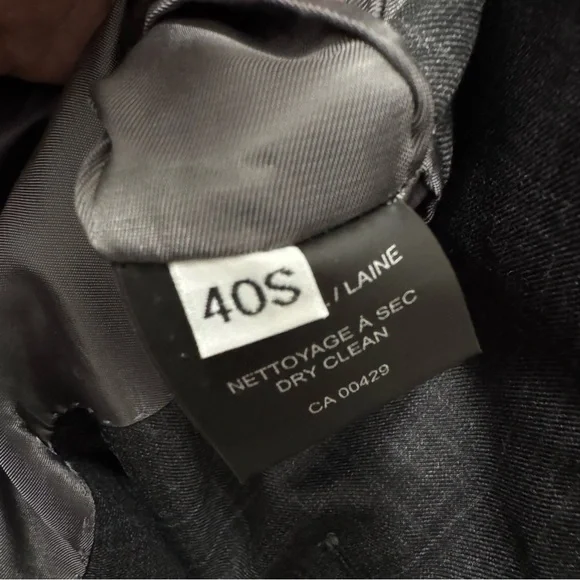 40S
/ LAINE
NETTOYAGE À SEC
DRY CLEAN
CA 00429